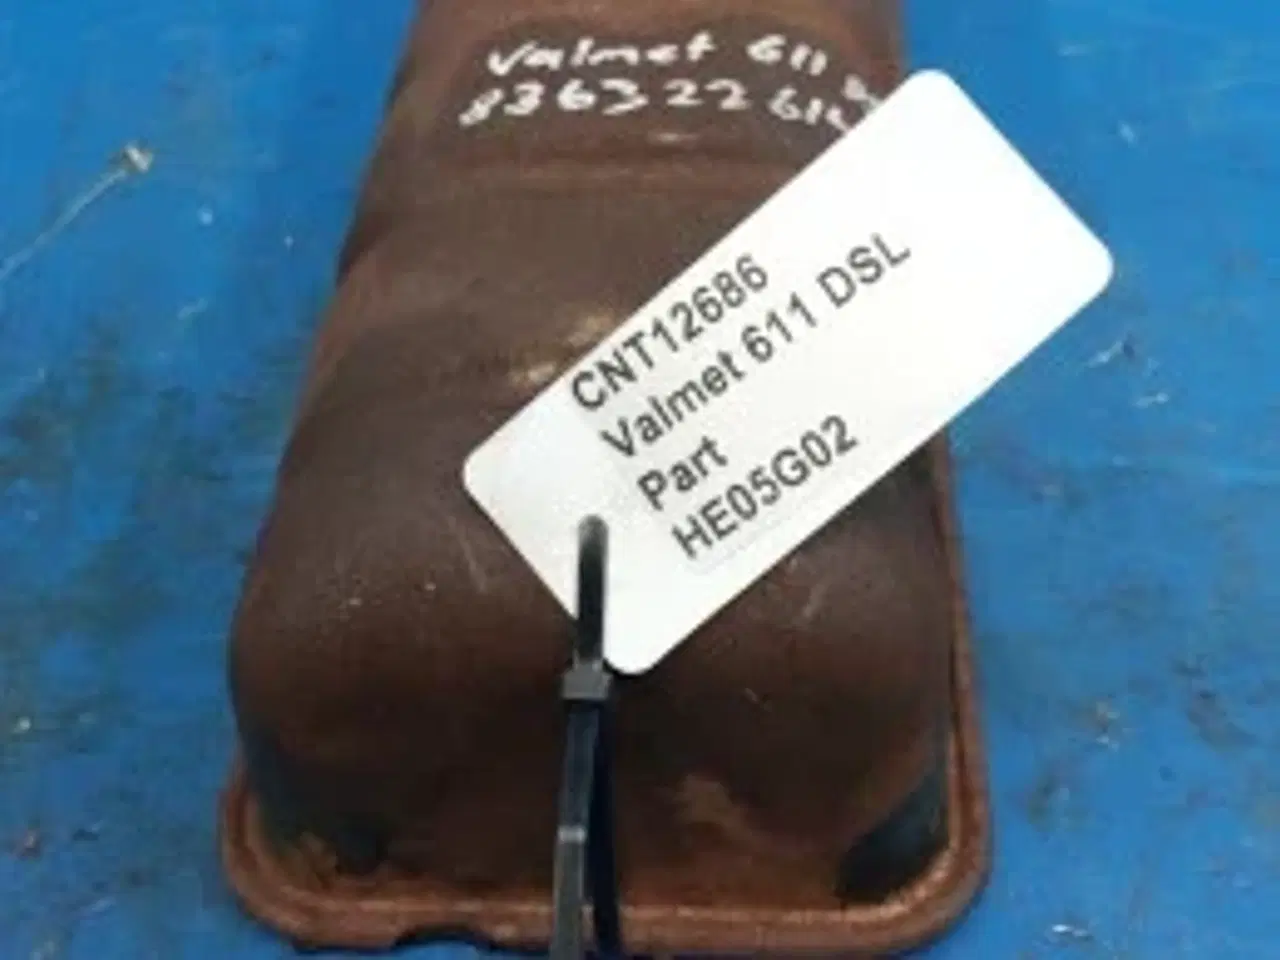 Valmet 611
836322
CNT12686
Valmet 611 DSL
Part
HE05G02